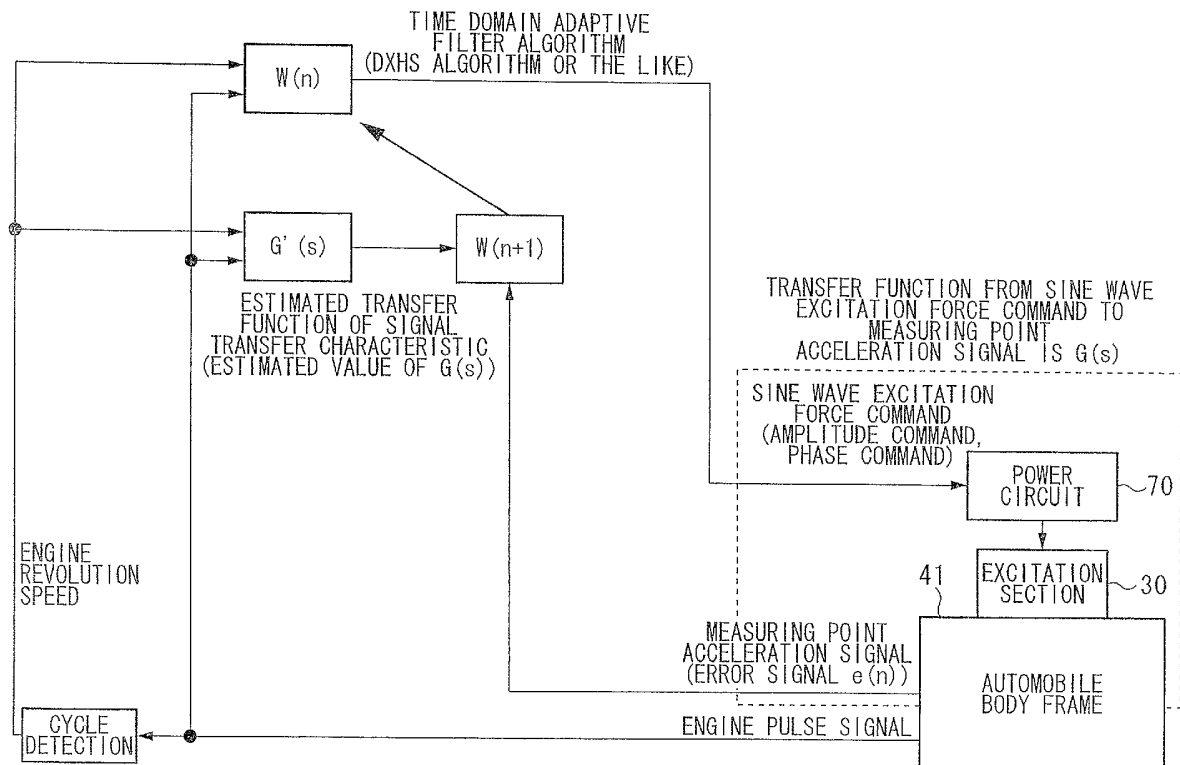 TIME DOMAIN ADAPTIVE
FILTER ALGORITHM
(DXHS ALGORITHM OR THE LIKE)
W(n)
G'(s)
W(n+1)
ESTIMATED TRANSFER
FUNCTION OF SIGNAL
TRANSFER CHARACTERISTIC
(ESTIMATED VALUE OF G(s))
TRANSFER FUNCTION FROM SINE WAVE
EXCITATION FORCE COMMAND TO
MEASURING POINT
ACCELERATION SIGNAL IS G(s)
SINE WAVE EXCITATION
FORCE COMMAND
(AMPLITUDE COMMAND,
PHASE COMMAND)
POWER
CIRCUIT
70
ENGINE
REVOLUTION
SPEED
41
EXCITATION
SECTION
30
MEASURING POINT
ACCELERATION SIGNAL
(ERROR SIGNAL e(n))
AUTOMOBILE
BODY FRAME
CYCLE
DETECTION
ENGINE PULSE SIGNAL